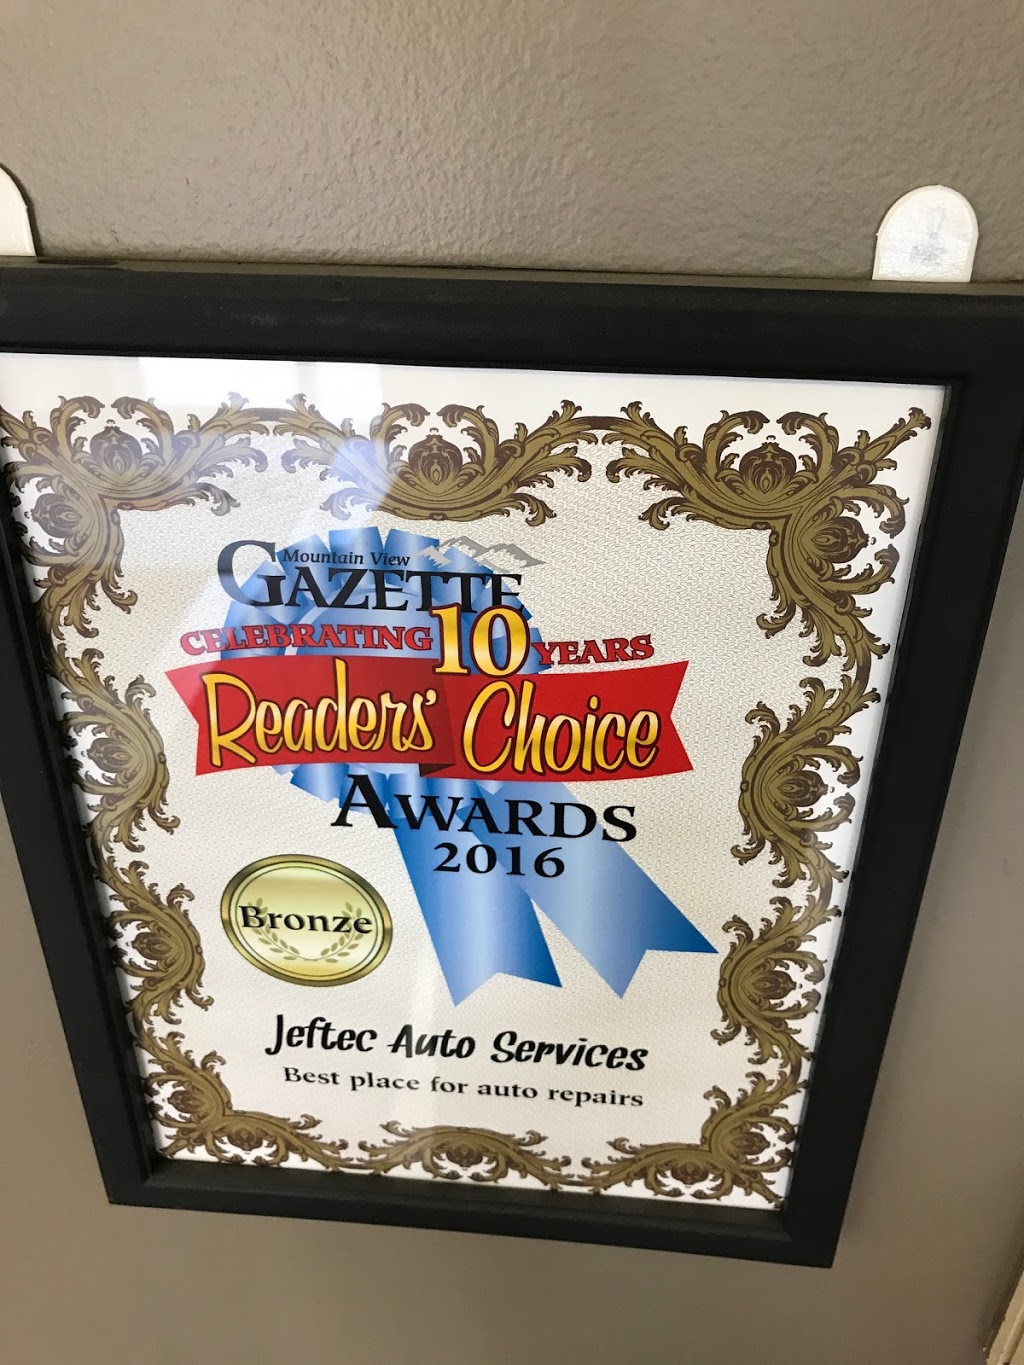 Mountain View
GAZETTE
CELEBRATING 10 YEARS
Readers' Choice
AWARDS
2016
Bronze
Jeftec Auto Services
Best place for auto repairs